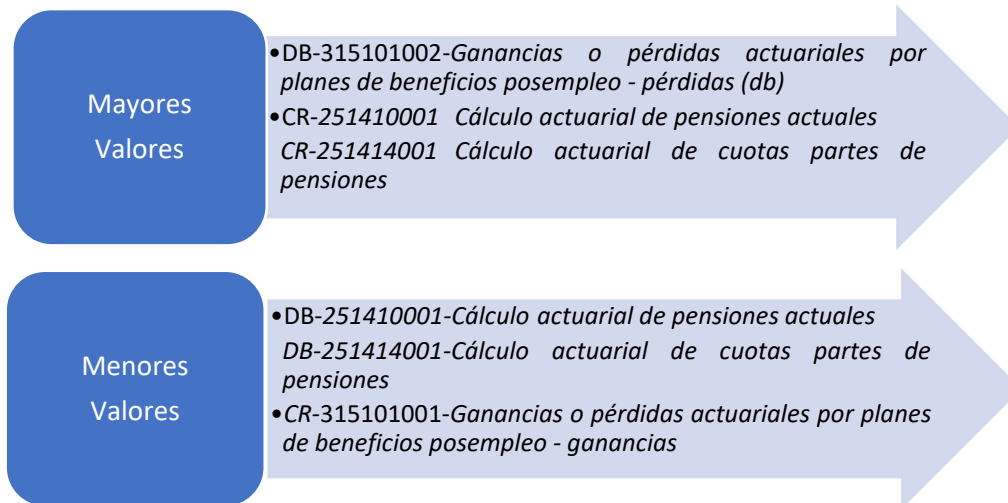 Mayores
Valores
•DB-315101002-Ganancias o pérdidas actuariales por
planes de beneficios posempleo - pérdidas (db)
•CR-251410001 Cálculo actuarial de pensiones actuales
CR-251414001 Cálculo actuarial de cuotas partes de
pensiones
Menores
Valores
•DB-251410001-Cálculo actuarial de pensiones actuales
DB-251414001-Cálculo actuarial de cuotas partes de
pensiones
•CR-315101001-Ganancias o pérdidas actuariales por planes
de beneficios posempleo - ganancias